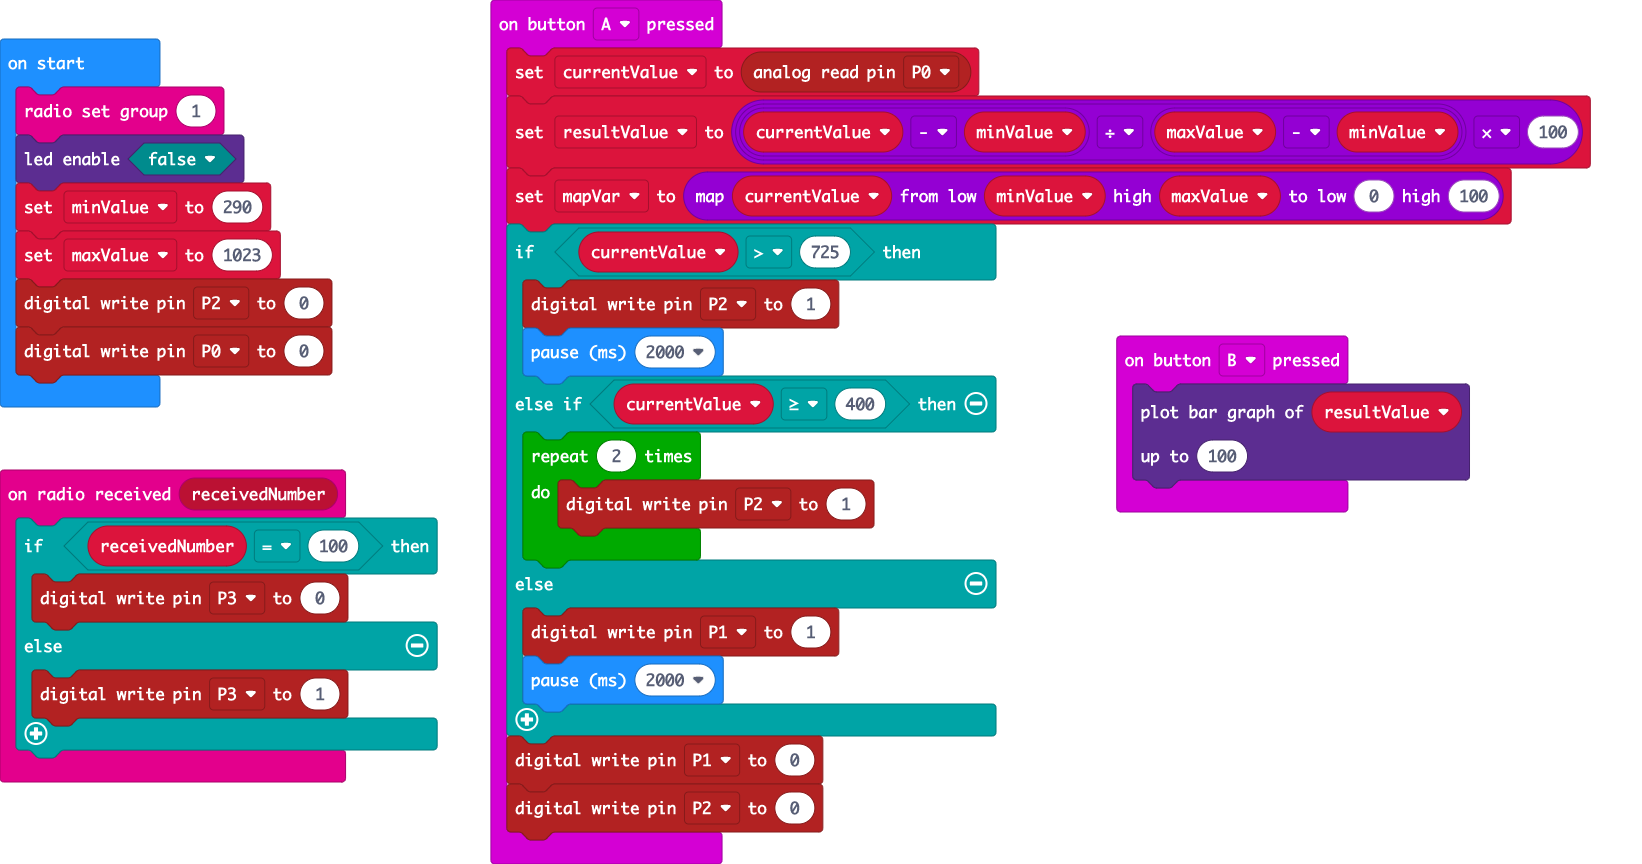 on start
radio set group 1
led enable false
set minValue to 290
set maxValue to 1023
digital write pin P2 to 0
digital write pin P0 to 0
on radio received receivedNumber
if receivedNumber = 100 then
digital write pin P3 to 0
else
digital write pin P3 to 1
on button A pressed
set currentValue to analog read pin P0
set resultValue to currentValue - minValue ÷ maxValue - minValue × 100
set mapVar to map currentValue from low minValue high maxValue to low 0 high 100
if currentValue > 725 then
digital write pin P2 to 1
pause (ms) 2000
else if currentValue ≥ 400 then
repeat 2 times
do digital write pin P2 to 1
else
digital write pin P1 to 1
pause (ms) 2000
digital write pin P1 to 0
digital write pin P2 to 0
on button B pressed
plot bar graph of resultValue
up to 100